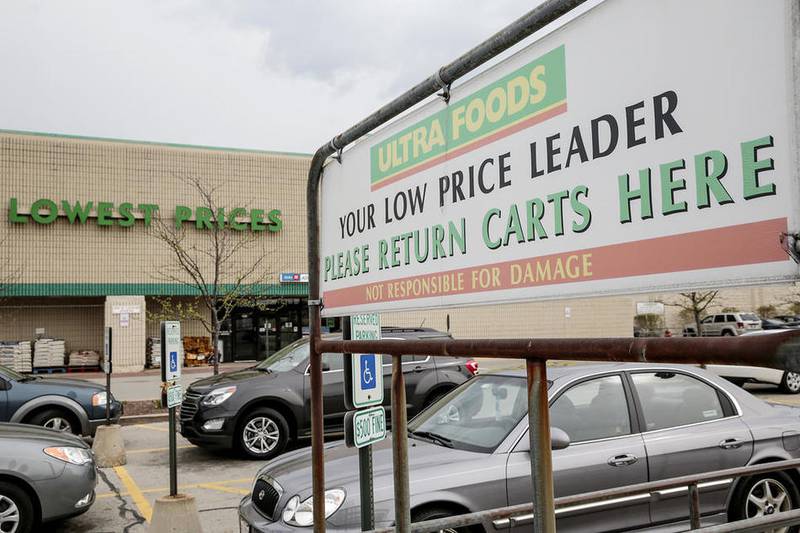 LOWEST PRICES
ULTRA FOODS
YOUR LOW PRICE LEADER
PLEASE RETURN CARTS HERE
NOT RESPONSIBLE FOR DAMAGE
RESERVED
PARKING
$500 FINE